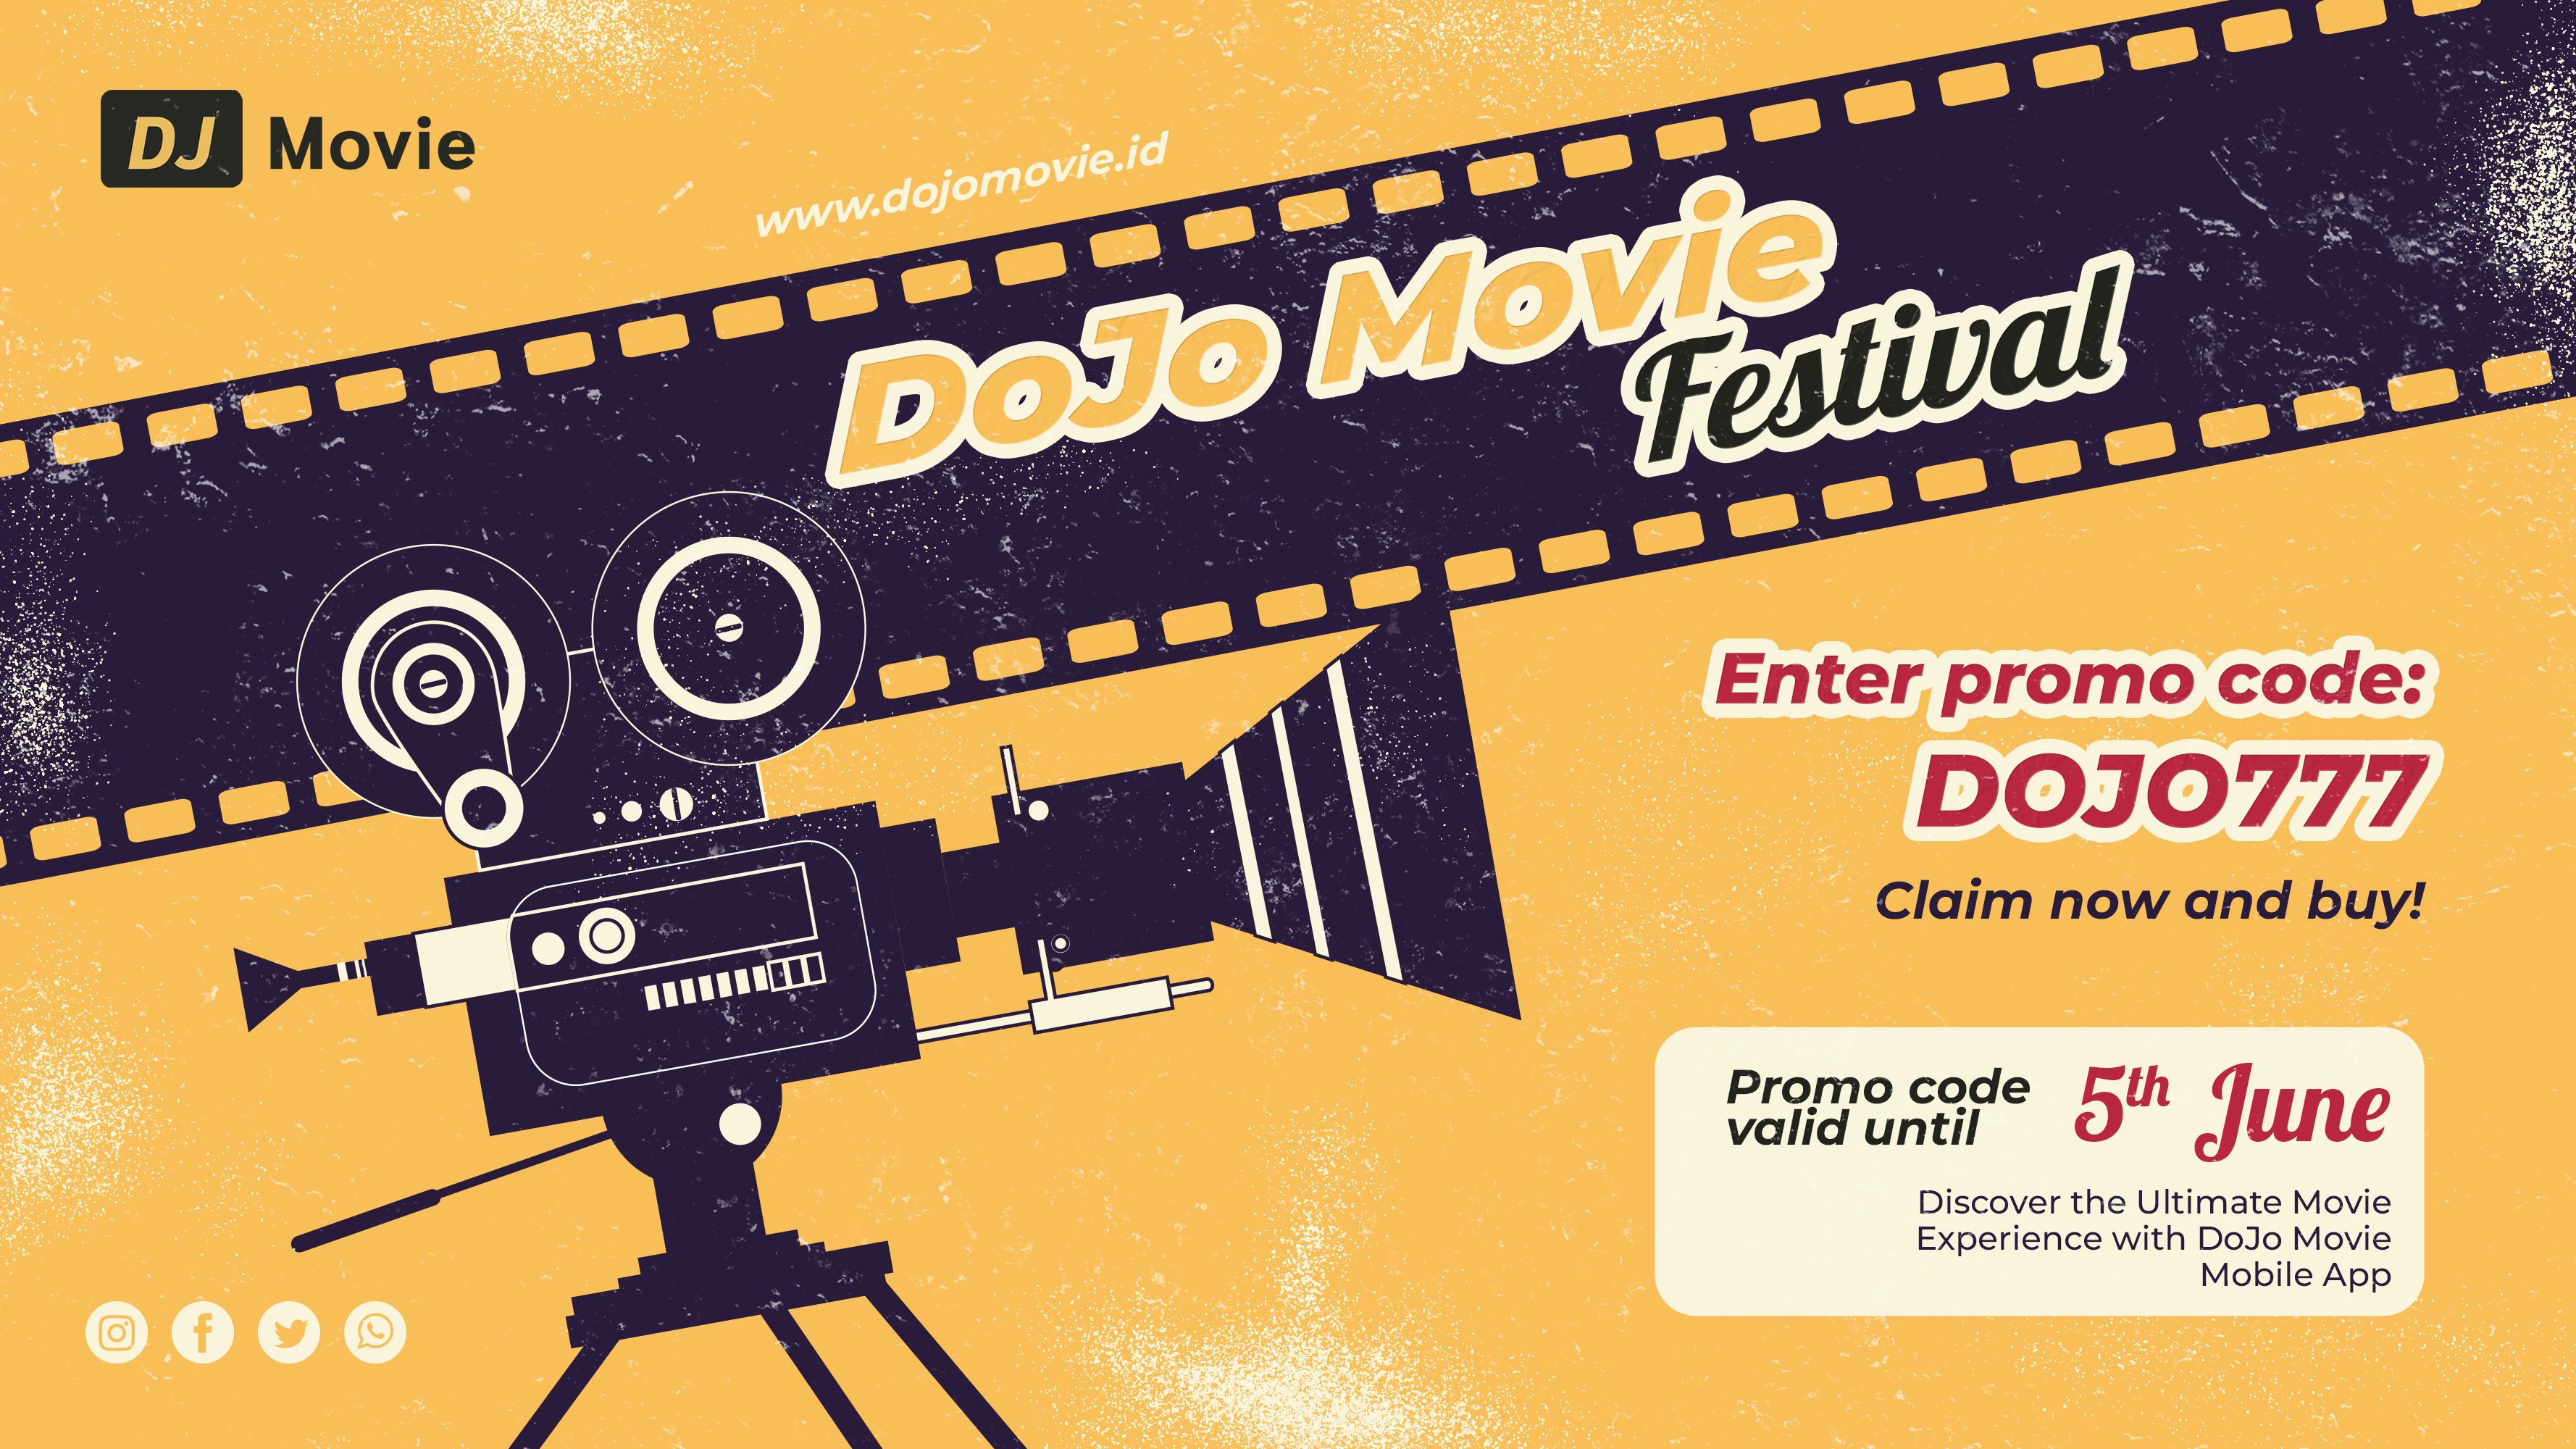 DJ Movie
www.dojomovie.id
DoJo Movie
Festival
Enter promo code:
DOJO777
Claim now and buy!
Promo code
valid until
5th June
Discover the Ultimate Movie
Experience with DoJo Movie
Mobile App